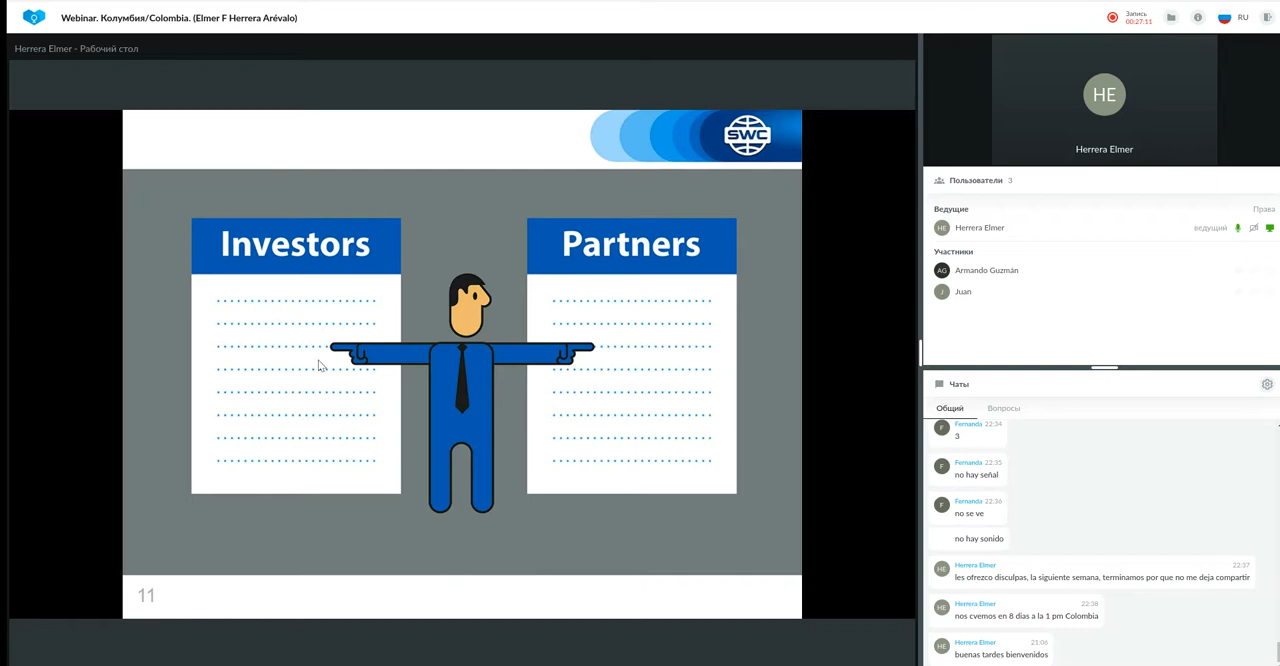 Webinar. Колумбия/Colombia. (Elmer F Herrera Arévalo)
Запись
00:27:11
RU
Herrera Elmer - Рабочий стол
SWC
Investors
Partners
11
HE
Herrera Elmer
Пользователи 3
Ведущие
Права
HE Herrera Elmer
ведущий
Участники
AG Armando Guzmán
J Juan
Чаты
Общий
Вопросы
F Fernanda 22:34
3
F Fernanda 22:35
no hay señal
F Fernanda 22:36
no se ve
no hay sonido
HE Herrera Elmer 22:37
les ofrezco disculpas, la siguiente semana, terminamos por que no me deja compartir
HE Herrera Elmer 22:38
nos cvemos en 8 dias a la 1 pm Colombia
HE Herrera Elmer 21:06
buenas tardes bienvenidos